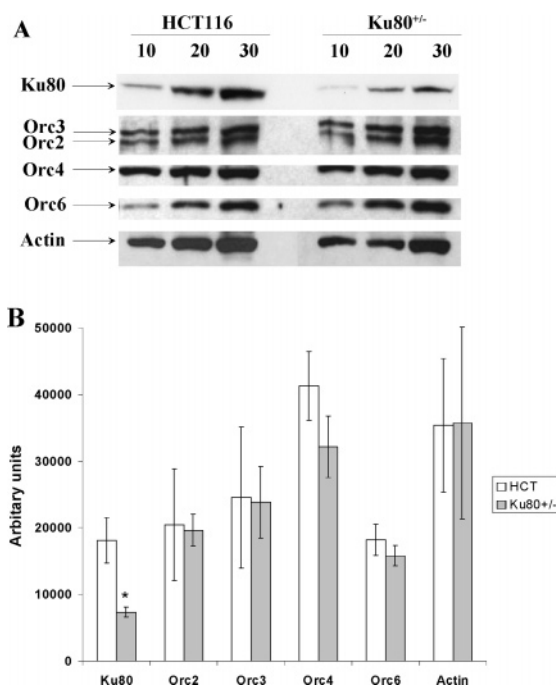 A
HCT116 Ku80+/-
10 20 30 10 20 30
Ku80
Orc3
Orc2
Orc4
Orc6
Actin
B
50000
40000
30000
20000
10000
0
Arbitary units
*
HCT
Ku80+/-
Ku80 Orc2 Orc3 Orc4 Orc6 Actin